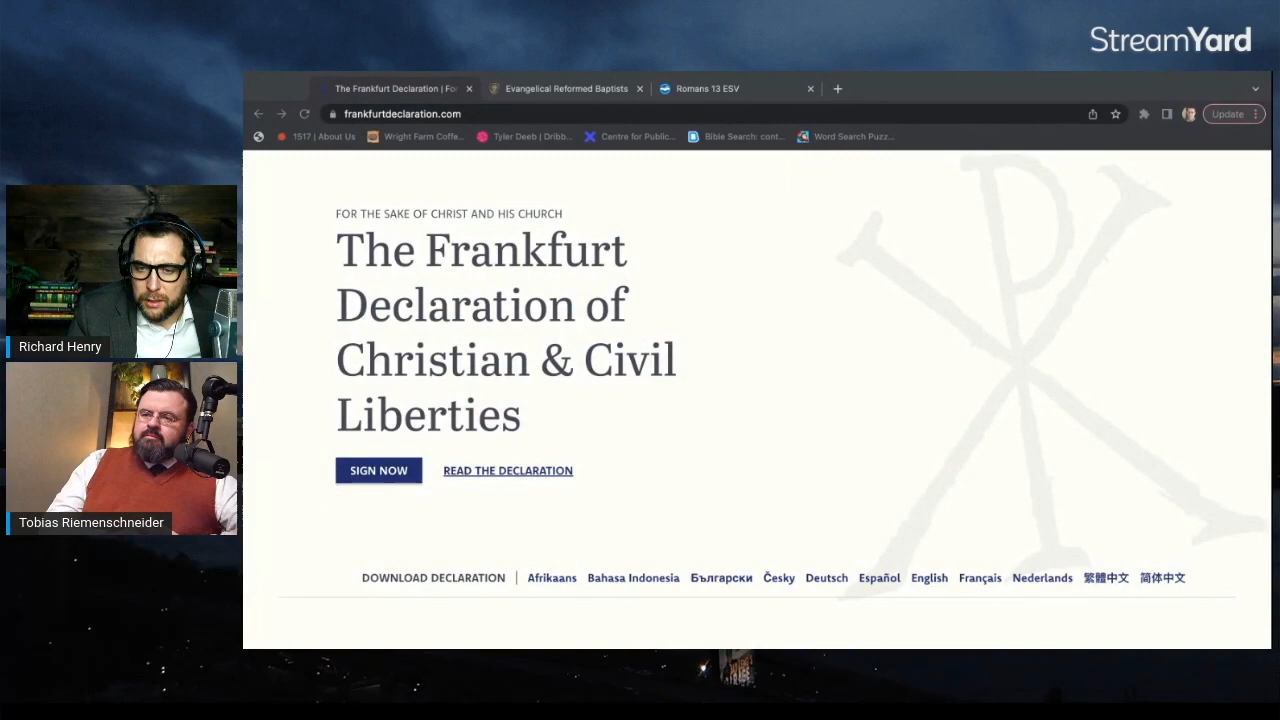 StreamYard
The Frankfurt Declaration | For
Evangelical Reformed Baptists
Romans 13 ESV
frankfurtdeclaration.com
Update
1517 | About Us
Wright Farm Coffe...
Tyler Deeb | Dribb...
Centre for Public...
Bible Search: cont...
Word Search Puzz...
FOR THE SAKE OF CHRIST AND HIS CHURCH
The Frankfurt
Declaration of
Christian & Civil
Liberties
SIGN NOW
READ THE DECLARATION
DOWNLOAD DECLARATION | Afrikaans Bahasa Indonesia Български Česky Deutsch Español English Français Nederlands 繁體中文 简体中文
Richard Henry
Tobias Riemenschneider